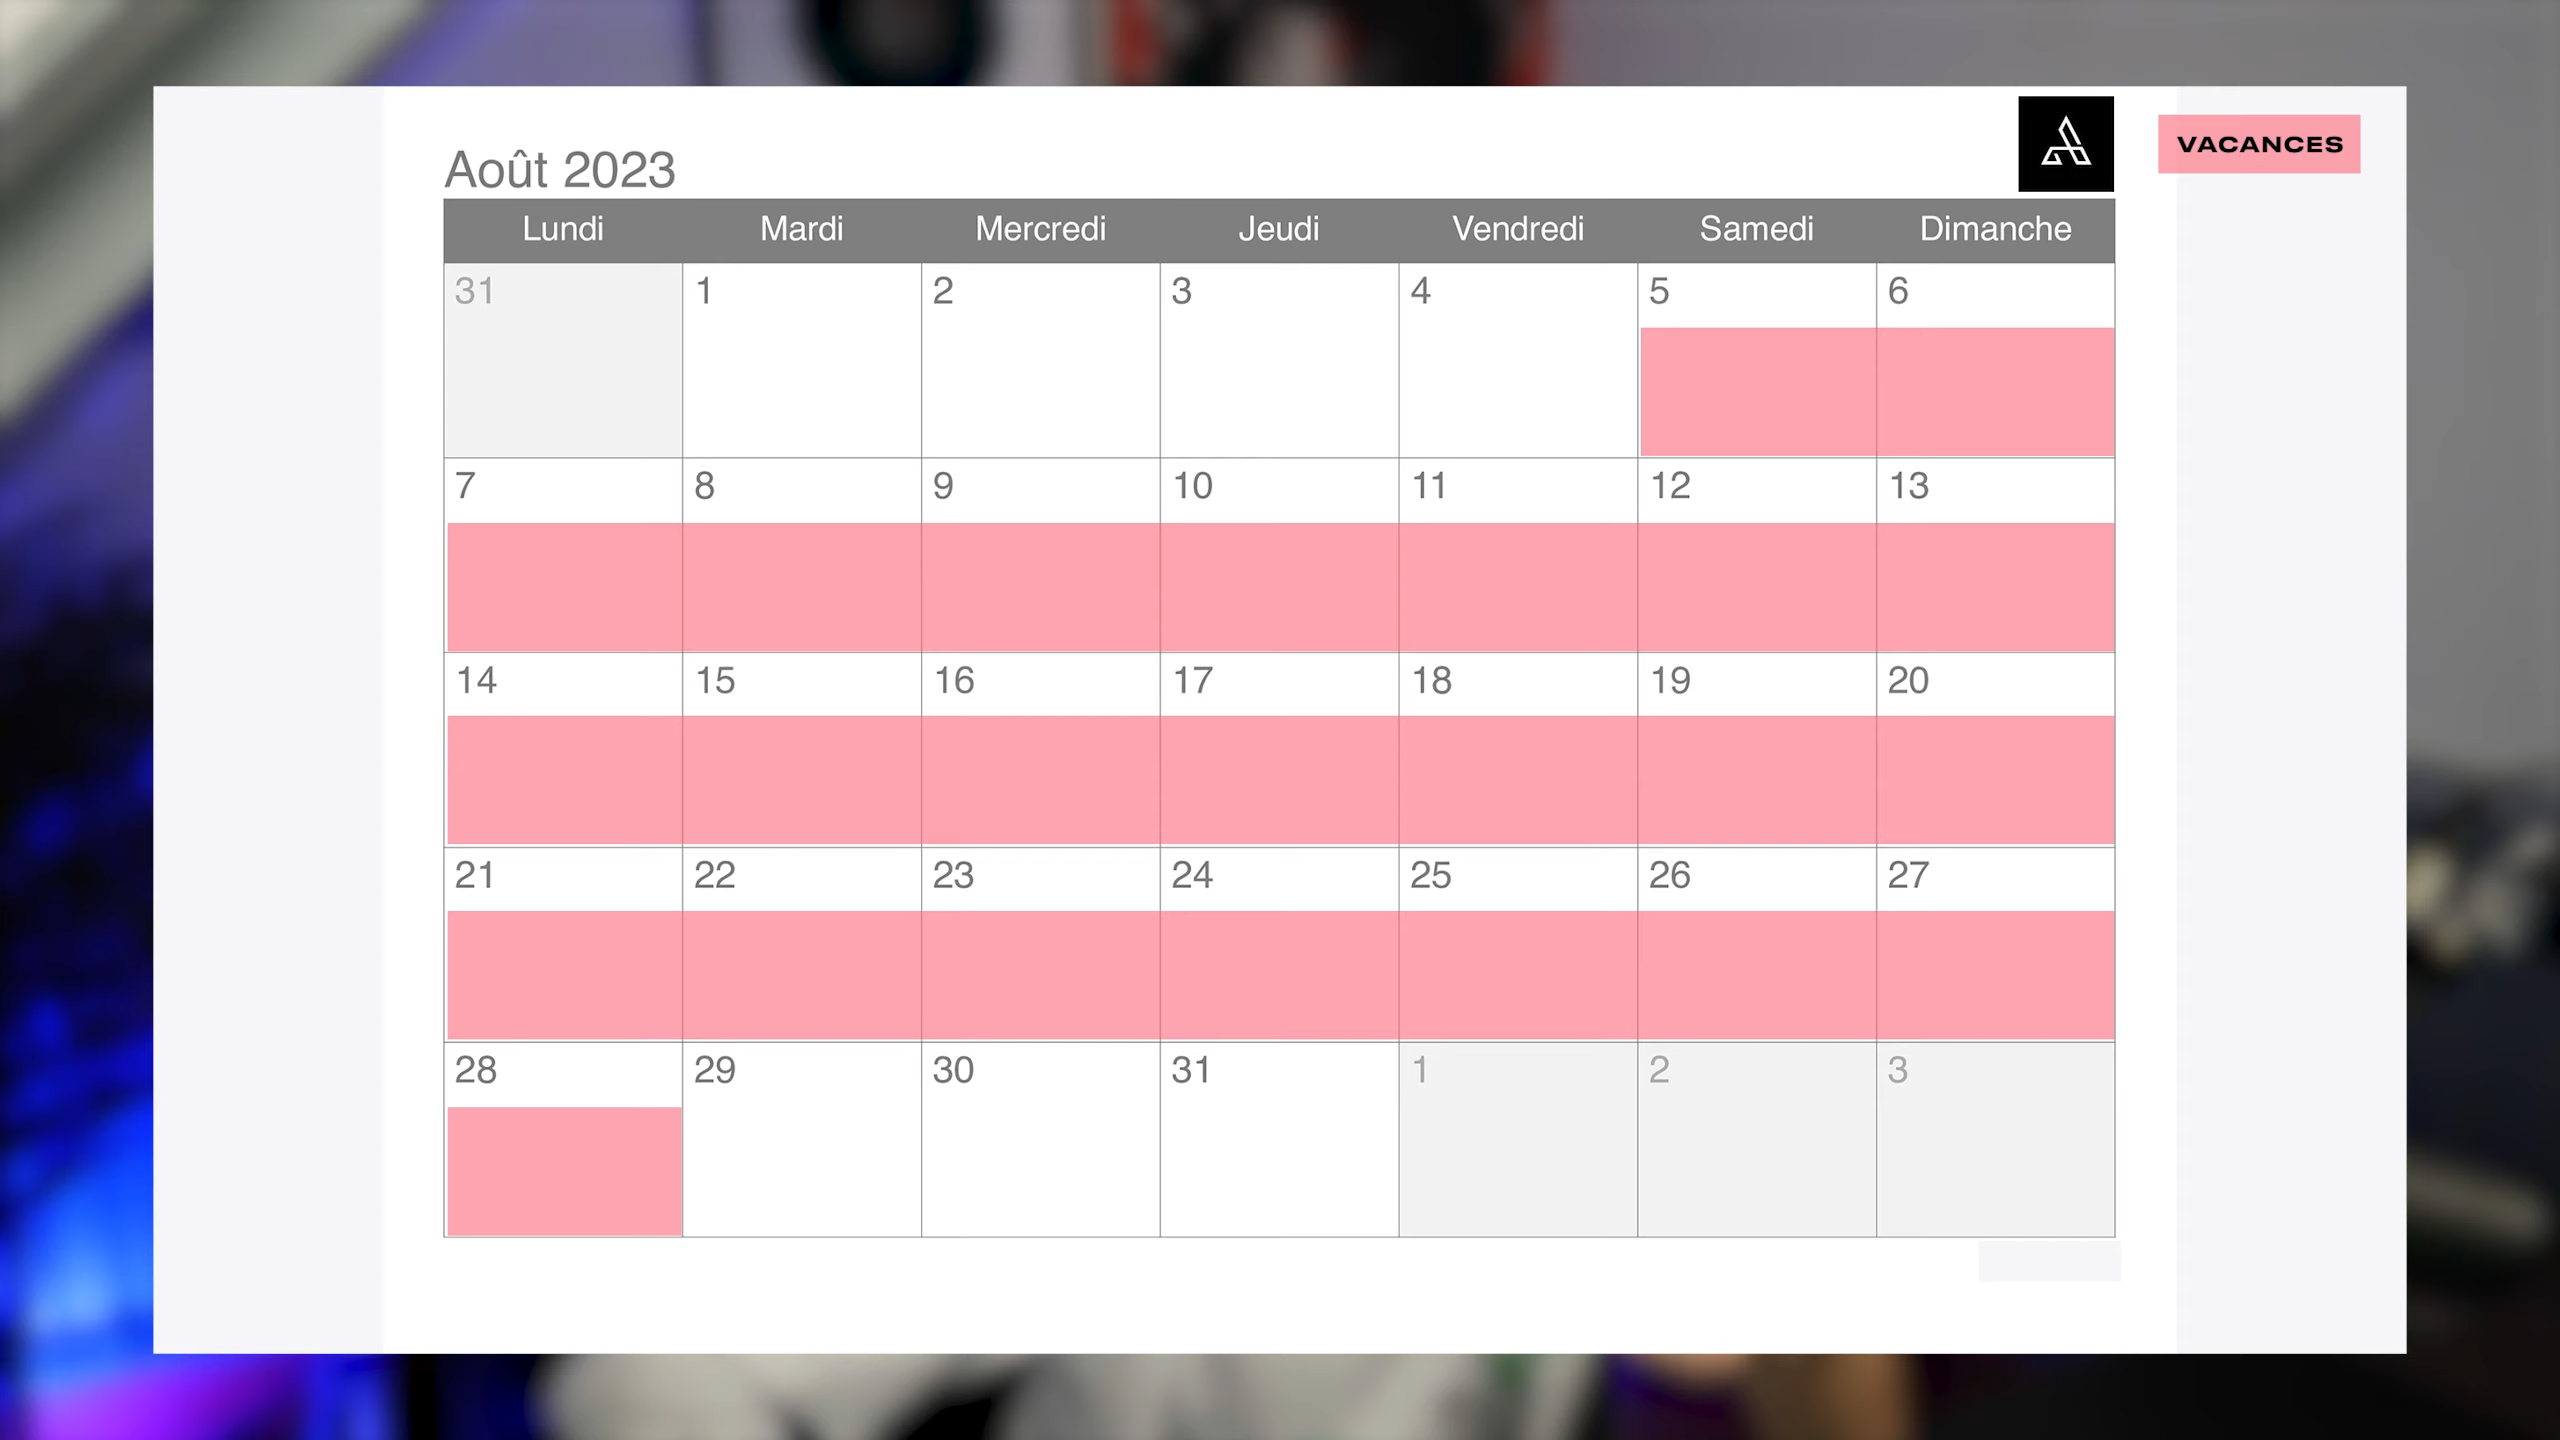 Août 2023
VACANCES
Lundi Mardi Mercredi Jeudi Vendredi Samedi Dimanche
31 1 2 3 4 5 6
7 8 9 10 11 12 13
14 15 16 17 18 19 20
21 22 23 24 25 26 27
28 29 30 31 1 2 3